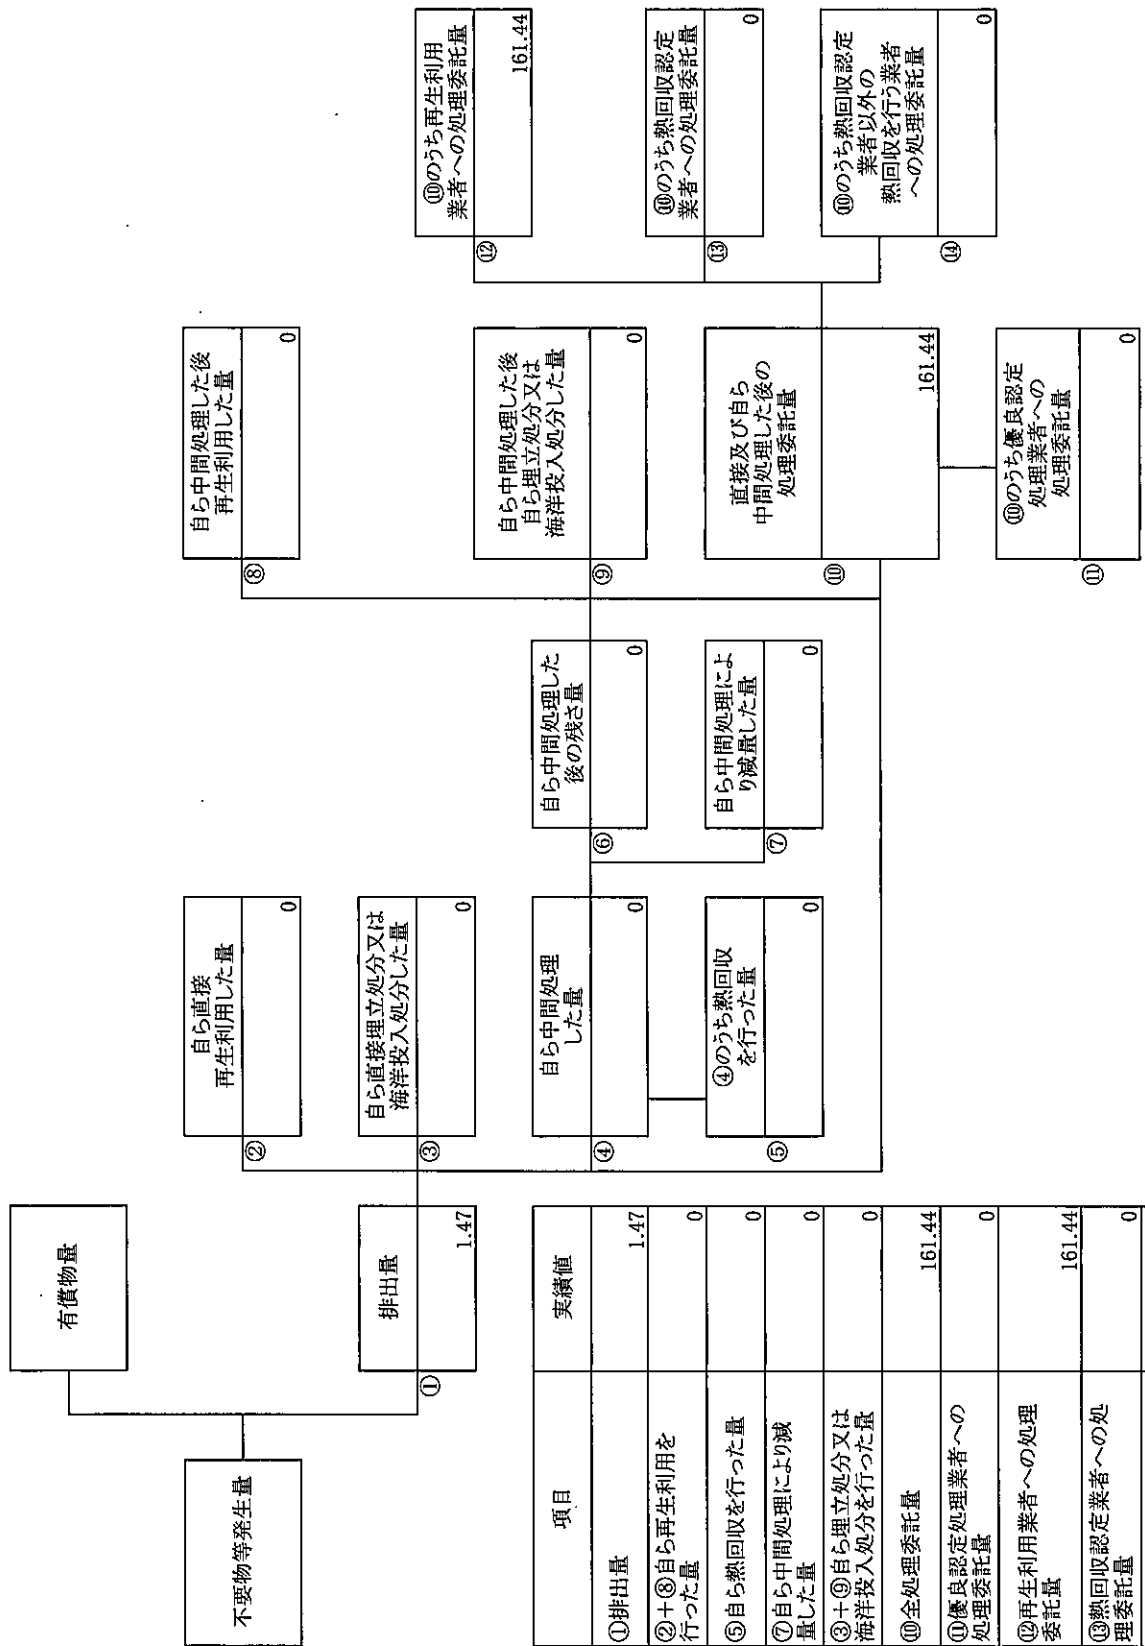 不要物等発生量
有償物量
①
排出量
1.47
②
自ら直接
再生利用した量
0
③
自ら直接埋立処分又は
海洋投入処分した量
0
④
自ら中間処理
した量
0
⑤
④のうち熱回収
を行った量
0
⑥
自ら中間処理した
後の残さ量
0
⑦
自ら中間処理によ
り減量した量
0
⑧
自ら中間処理した後
再生利用した量
0
⑨
自ら中間処理した後
自ら埋立処分又は
海洋投入処分した量
0
⑩
直接及び自ら
中間処理した後の
処理委託量
161.44
⑪
⑩のうち優良認定
処理業者への
処理委託量
0
⑫
⑩のうち再生利用
業者への処理委託量
161.44
⑬
⑩のうち熱回収認定
業者への処理委託量
0
⑭
⑩のうち熱回収認定
業者以外の
熱回収を行う業者
への処理委託量
0
項目 実績値
①排出量 1.47
②+⑧自ら再生利用を
行った量 0
⑤自ら熱回収を行った量 0
⑦自ら中間処理により減
量した量 0
③+⑨自ら埋立処分又は
海洋投入処分を行った量 0
⑩全処理委託量 161.44
⑪優良認定処理業者への
処理委託量 0
⑫再生利用業者への処理
委託量 161.44
⑬熱回収認定業者への処
理委託量 0